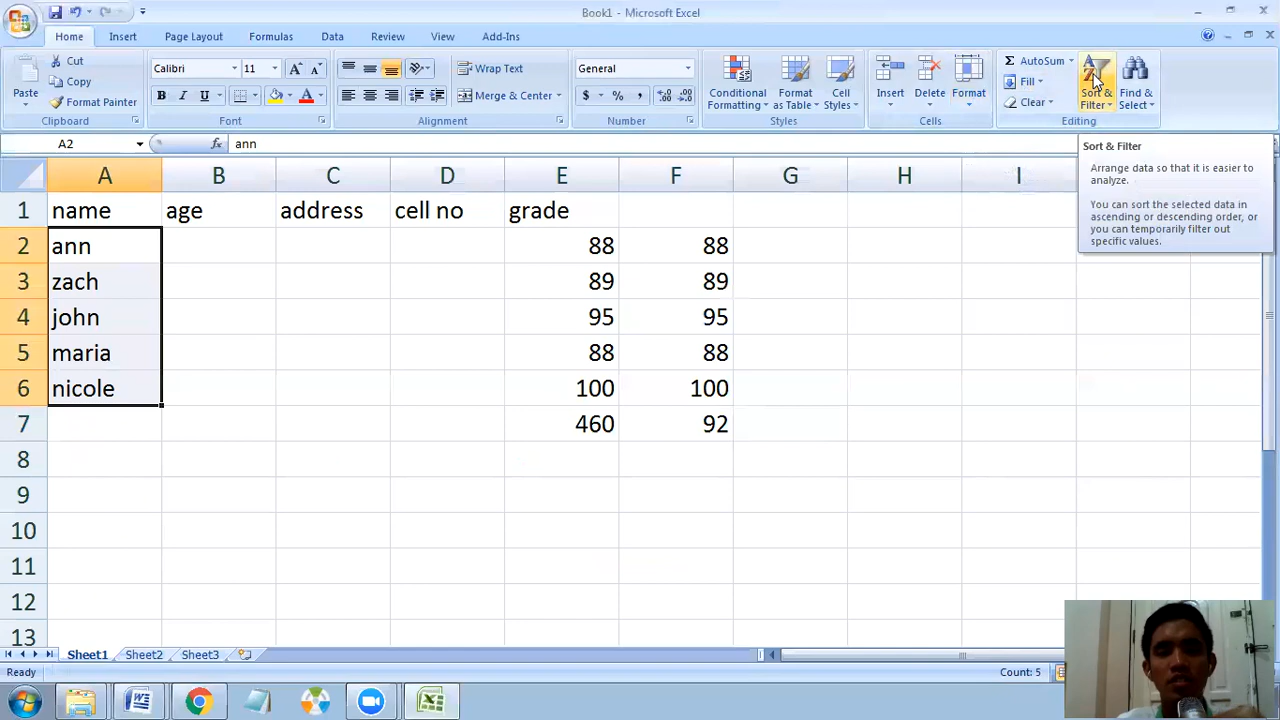 Book1 - Microsoft Excel
Home Insert Page Layout Formulas Data Review View Add-Ins
Paste
Cut
Copy
Format Painter
Clipboard
Calibri 11
B I U
Font
Wrap Text
Merge & Center
Alignment
General
$ % ,
Number
Conditional Formatting
Format as Table
Cell Styles
Styles
Insert Delete Format
Cells
Σ AutoSum
Fill
Clear
Sort & Filter
Find & Select
Editing
A2 fx ann
Sort & Filter
Arrange data so that it is easier to
analyze.
You can sort the selected data in
ascending or descending order, or
you can temporarily filter out
specific values.
A B C D E F G H I
1 name age address cell no grade
2 ann 88 88
3 zach 89 89
4 john 95 95
5 maria 88 88
6 nicole 100 100
7 460 92
8
9
10
11
12
13
Sheet1 Sheet2 Sheet3
Ready Count: 5